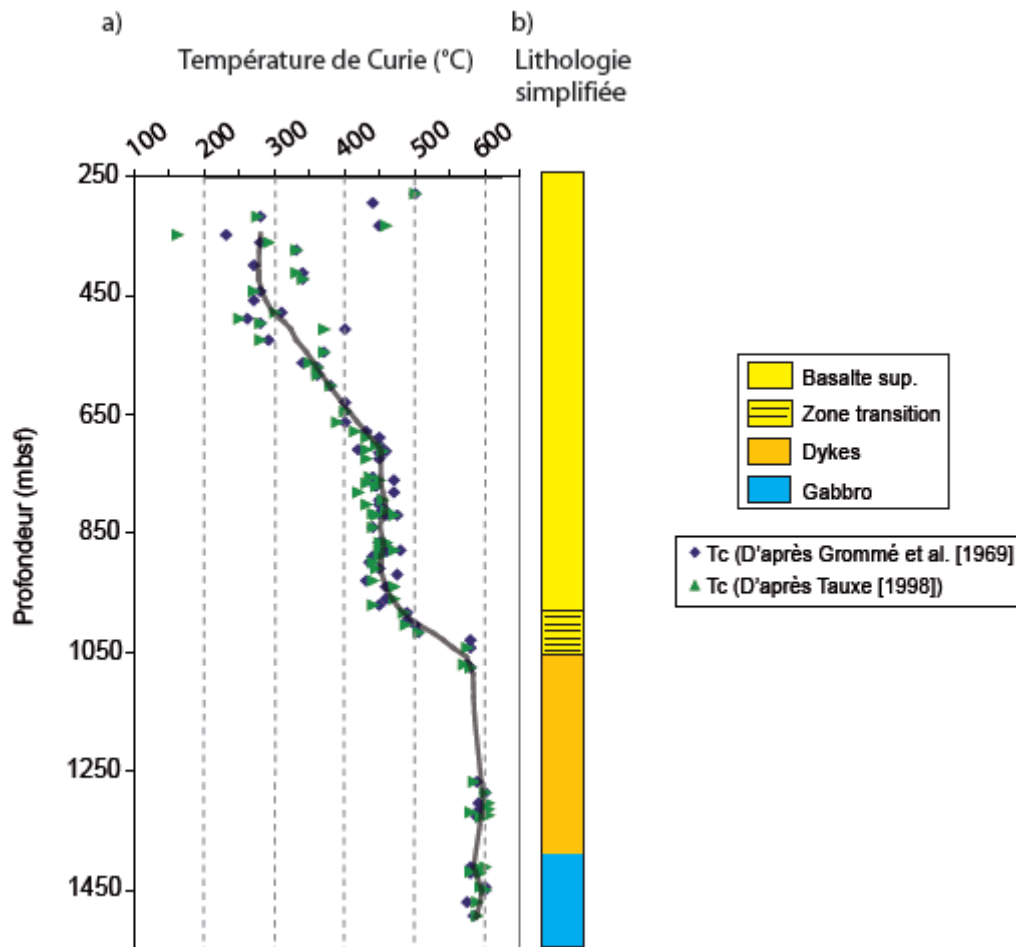 a)
b)
Température de Curie (°C)
Lithologie
simplifiée
100
200
300
400
500
600
250
450
650
850
1050
1250
1450
Profondeur (mbsf)
Basalte sup.
Zone transition
Dykes
Gabbro
Tc (D'après Grommé et al. [1969]
Tc (D'après Tauxe [1998])